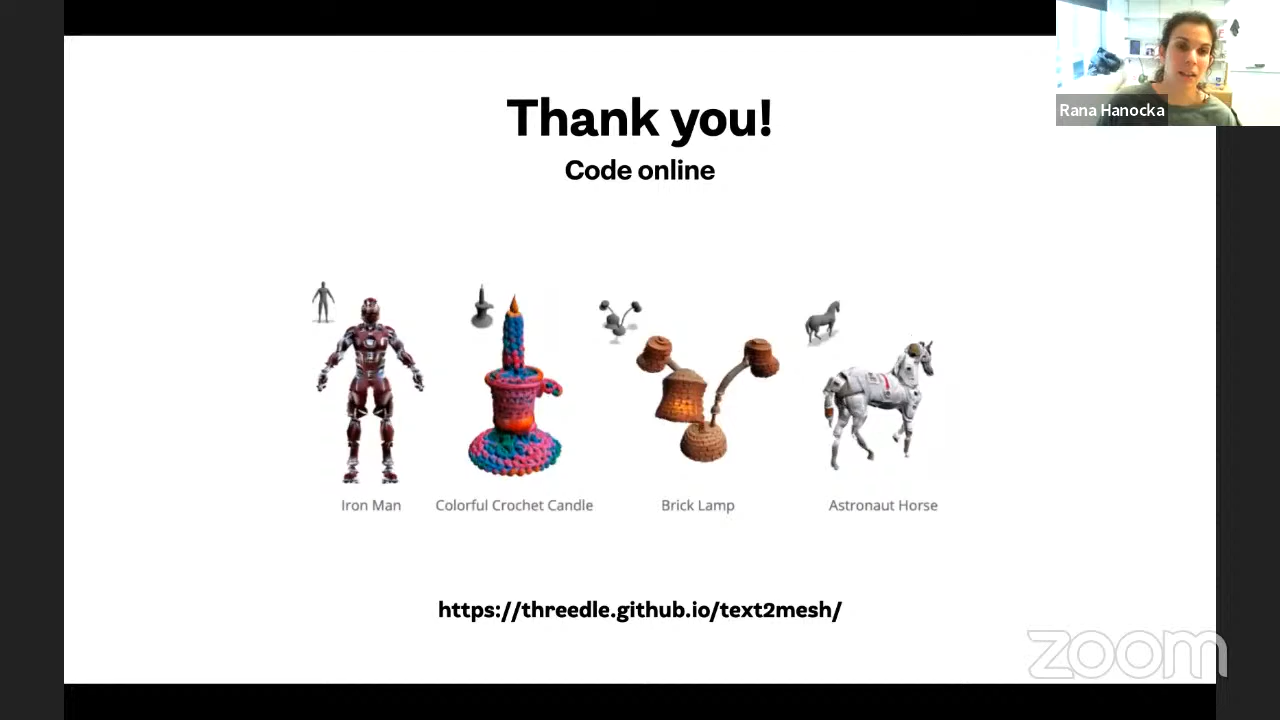 Thank you!
Code online
Rana Hanocka
Iron Man
Colorful Crochet Candle
Brick Lamp
Astronaut Horse
https://threedle.github.io/text2mesh/
zoom